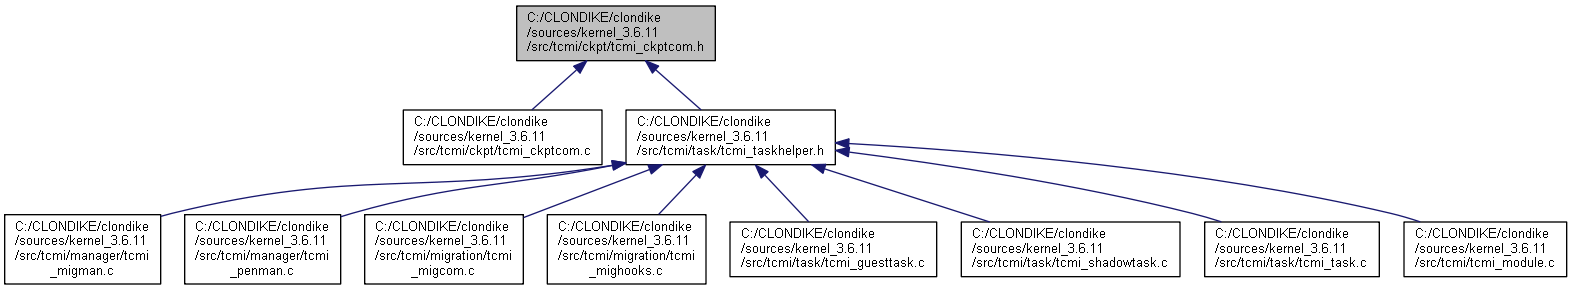 C:/CLONDIKE/clondike
/sources/kernel_3.6.11
/src/tcmi/ckpt/tcmi_ckptcom.h
C:/CLONDIKE/clondike
/sources/kernel_3.6.11
/src/tcmi/ckpt/tcmi_ckptcom.c
C:/CLONDIKE/clondike
/sources/kernel_3.6.11
/src/tcmi/task/tcmi_taskhelper.h
C:/CLONDIKE/clondike
/sources/kernel_3.6.11
/src/tcmi/manager/tcmi
_migman.c
C:/CLONDIKE/clondike
/sources/kernel_3.6.11
/src/tcmi/manager/tcmi
_penman.c
C:/CLONDIKE/clondike
/sources/kernel_3.6.11
/src/tcmi/migration/tcmi
_migcom.c
C:/CLONDIKE/clondike
/sources/kernel_3.6.11
/src/tcmi/migration/tcmi
_mighooks.c
C:/CLONDIKE/clondike
/sources/kernel_3.6.11
/src/tcmi/task/tcmi_guesttask.c
C:/CLONDIKE/clondike
/sources/kernel_3.6.11
/src/tcmi/task/tcmi_shadowtask.c
C:/CLONDIKE/clondike
/sources/kernel_3.6.11
/src/tcmi/task/tcmi_task.c
C:/CLONDIKE/clondike
/sources/kernel_3.6.11
/src/tcmi/tcmi_module.c